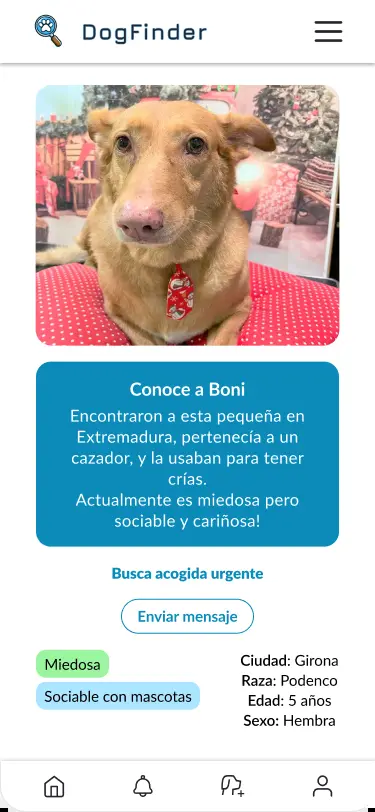 DogFinder
Conoce a Boni
Encontraron a esta pequeña en
Extremadura, pertenecía a un
cazador, y la usaban para tener
crías.
Actualmente es miedosa pero
sociable y cariñosa!
Busca acogida urgente
Enviar mensaje
Miedosa
Sociable con mascotas
Ciudad: Girona
Raza: Podenco
Edad: 5 años
Sexo: Hembra